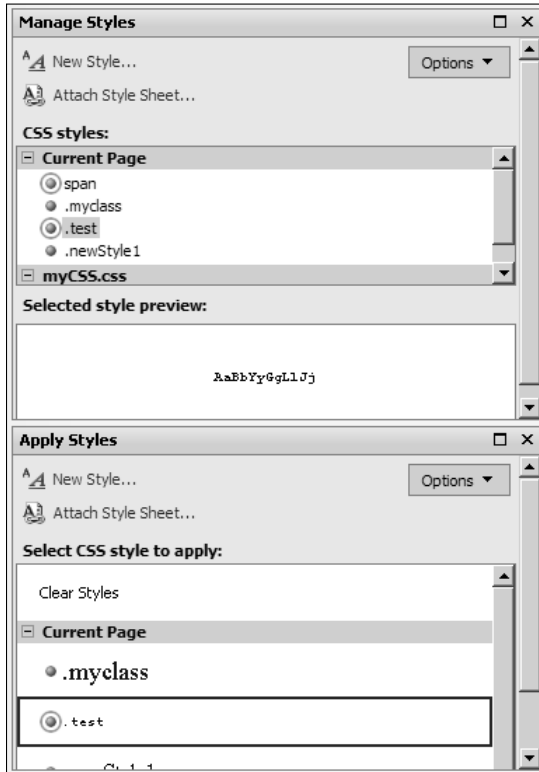 Manage Styles
New Style...
Options
Attach Style Sheet...
CSS styles:
Current Page
span
.myclass
.test
.newStyle1
myCSS.css
Selected style preview:
AaBbYyGgLlJj
Apply Styles
New Style...
Options
Attach Style Sheet...
Select CSS style to apply:
Clear Styles
Current Page
.myclass
.test